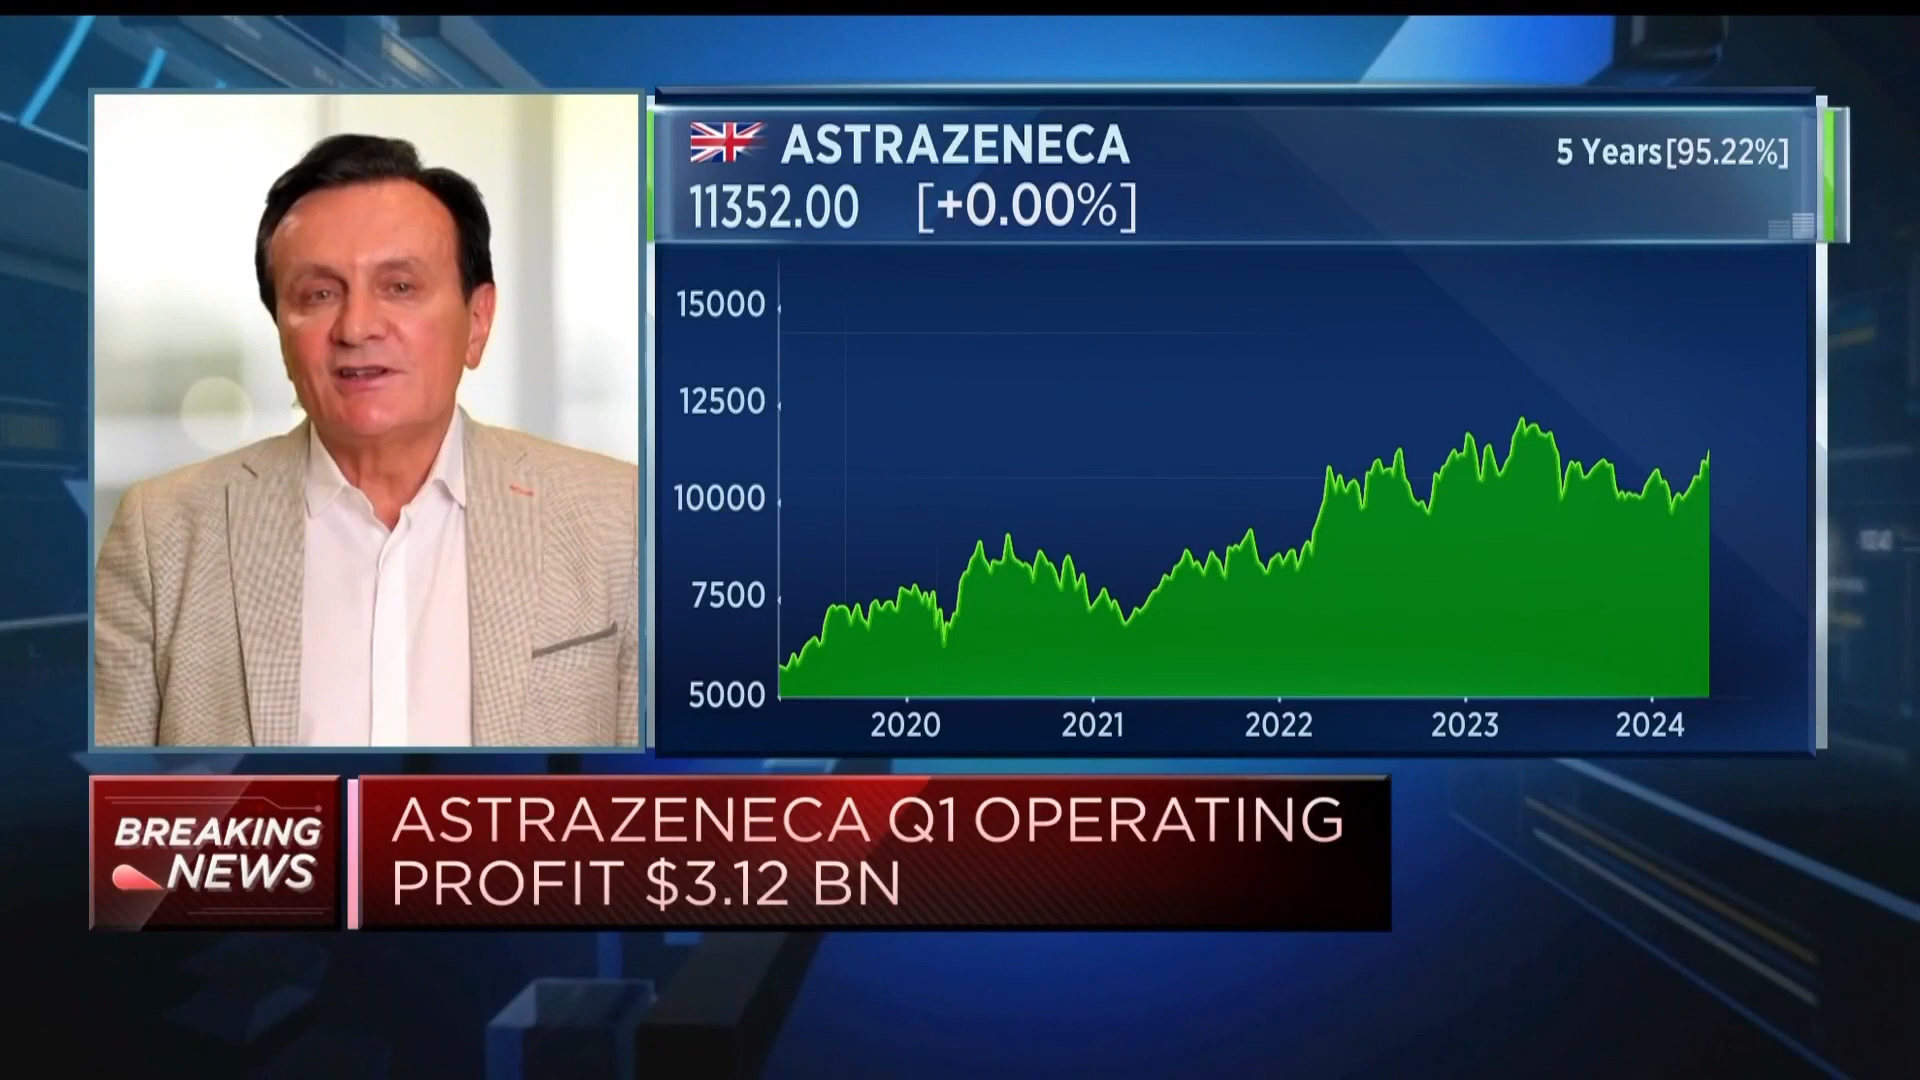 ASTRAZENECA
5 Years[95.22%]
11352.00 [+0.00%]
15000
12500
10000
7500
5000
2020 2021 2022 2023 2024
BREAKING
NEWS
ASTRAZENECA Q1 OPERATING
PROFIT $3.12 BN